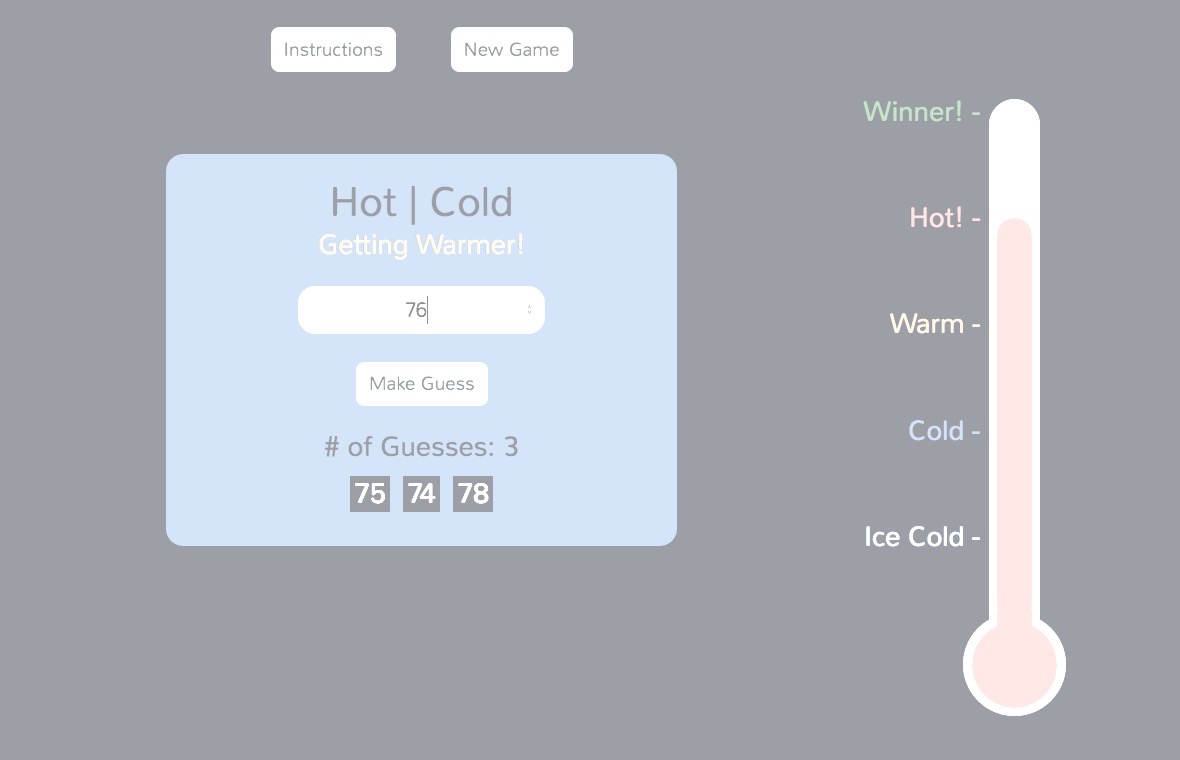 Instructions
New Game
Hot | Cold
Getting Warmer!
76
Make Guess
# of Guesses: 3
75 74 78
Winner! -
Hot! -
Warm -
Cold -
Ice Cold -